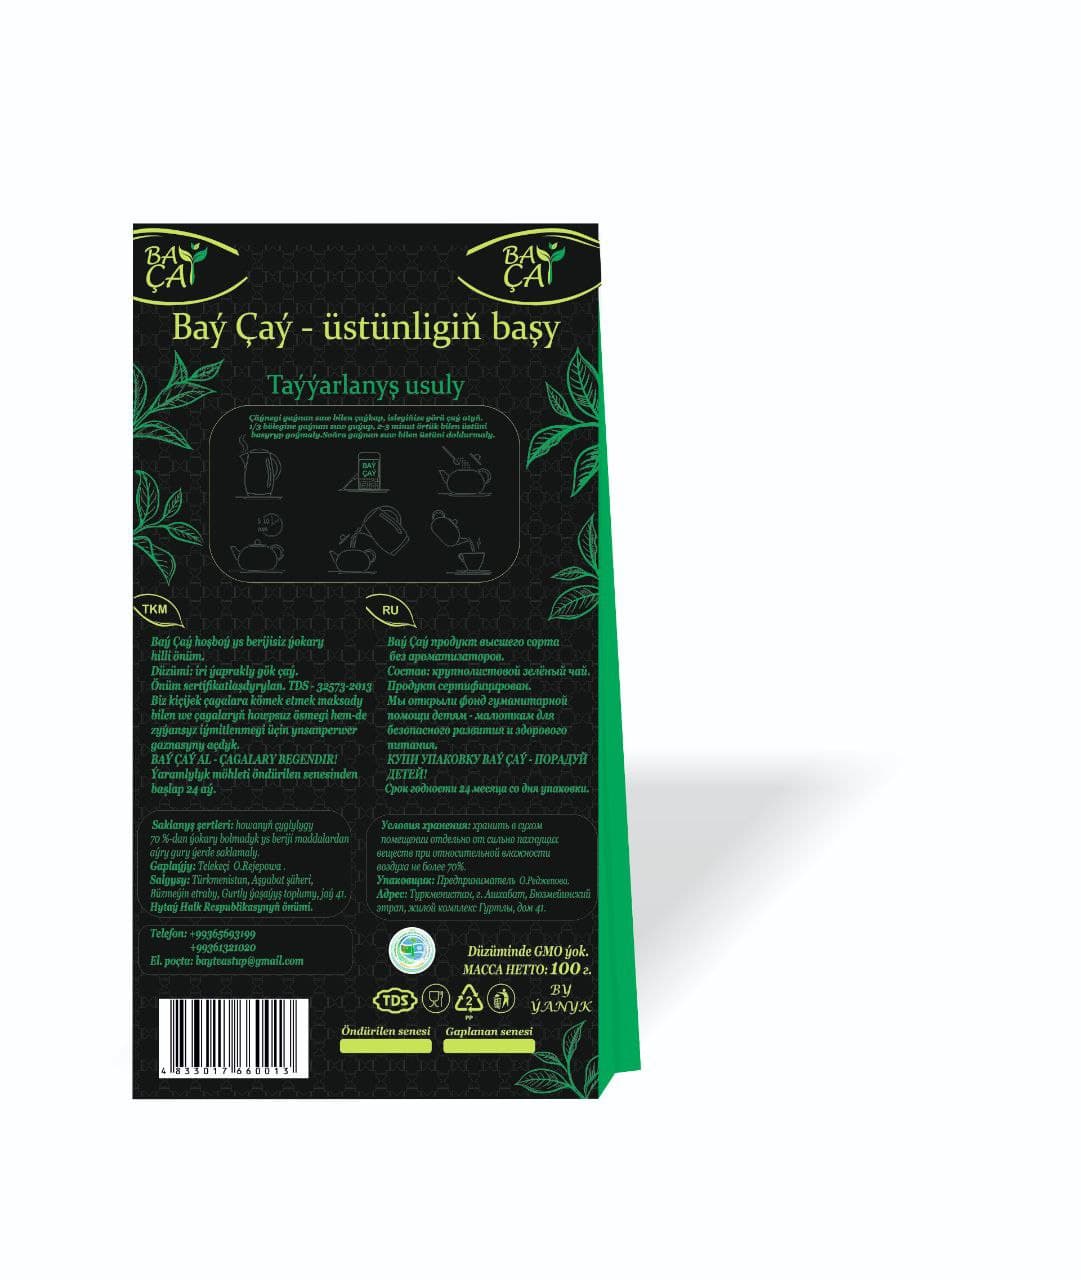 BAÝ
ÇAÝ
BAÝ
ÇAÝ
Baý Çaý - üstünligiň başy
Taýýarlanyş usuly
Çäýnegi gaýnan suw bilen çaýkap, isleýiňize görä çaý atyň.
1/3 bölegine gaýnan suw guýup, 2-3 minut örtük bilen üstüni
basyryp goýmaly.Soňra gaýnan suw bilen üstüni doldurmaly.
BAÝ
ÇAÝ
TKM
Baý Çaý hoşboý ys berijisiz ýokary
hilli önüm.
Düzümi: iri ýaprakly gök çaý.
Önüm sertifikatlaşdyrylan. TDS - 32573-2013
Biz kiçijek çagalara kömek etmek maksady
bilen we çagalaryň howpsuz ösmegi hem-de
zyýansyz iýmitlenmegi üçin ynsanperwer
gaznasyny açdyk.
BAÝ ÇAÝ AL - ÇAGALARY BEGENDIR!
Ýaramlylyk möhleti öndürilen senesinden
başlap 24 aý.
RU
Baý Çaý продукт высшего сорта
без ароматизаторов.
Состав: крупнолистовой зелёный чай.
Продукт сертифицирован.
Мы открыли фонд гуманитарной
помощи детям - малюткам для
безопасного развития и здорового
питания.
КУПИ УПАКОВКУ BAÝ ÇAÝ - ПОРАДУЙ
ДЕТЕЙ!
Срок годности 24 месяца со дня упаковки.
Saklanyş şertleri: howanyň çyglylygy
70 %-dan ýokary bolmadyk ys beriji maddalardan
aýry gury ýerde saklamaly.
Gaplaýjy: Telekeçi O.Rejepowa .
Salgysy: Türkmenistan, Aşgabat şüheri,
Büzmeýin etraby, Gurtly ýaşaýyş toplumy, jaý 41.
Hytaý Halk Respublikasynyň önümi.
Условия хранения: хранить в сухом
помещении отдельно от сильно пахнущих
веществ при относительной влажности
воздуха не более 70%.
Упаковщик: Предприниматель О.Реджепова.
Адрес: Туркменистан, г. Ашхабат, Бюзмейинский
этрап, жилой комплекс Гуртлы, дом 41.
Telefon: +99365693199
+99361321020
El. poçta: baytvastup@gmail.com
Düzüminde GMO ýok.
МАССА НЕТТО: 100 г.
TDS
2
PP
BY
ÝANYK
Öndürilen senesi
Gaplanan senesi
4 833017 660013